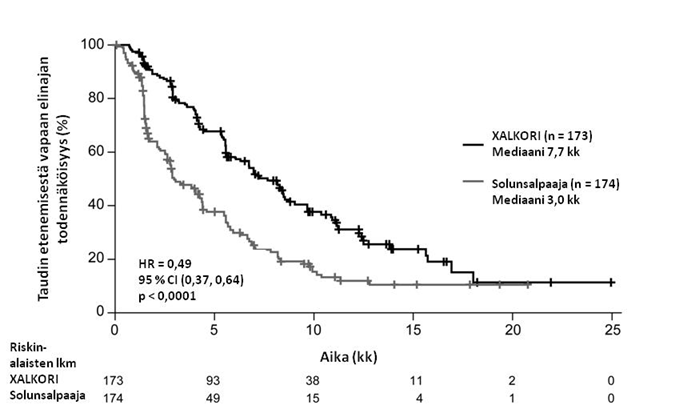 Taudin etenemisestä vapaan elinajan
todennäköisyys (%)
100
80
60
40
20
0
XALKORI (n = 173)
Mediaani 7,7 kk
Solunsalpaaja (n = 174)
Mediaani 3,0 kk
HR = 0,49
95 % CI (0,37, 0,64)
p < 0,0001
0 5 10 15 20 25
Aika (kk)
Riskin-
alaisten lkm
XALKORI 173 93 38 11 2 0
Solunsalpaaja 174 49 15 4 1 0